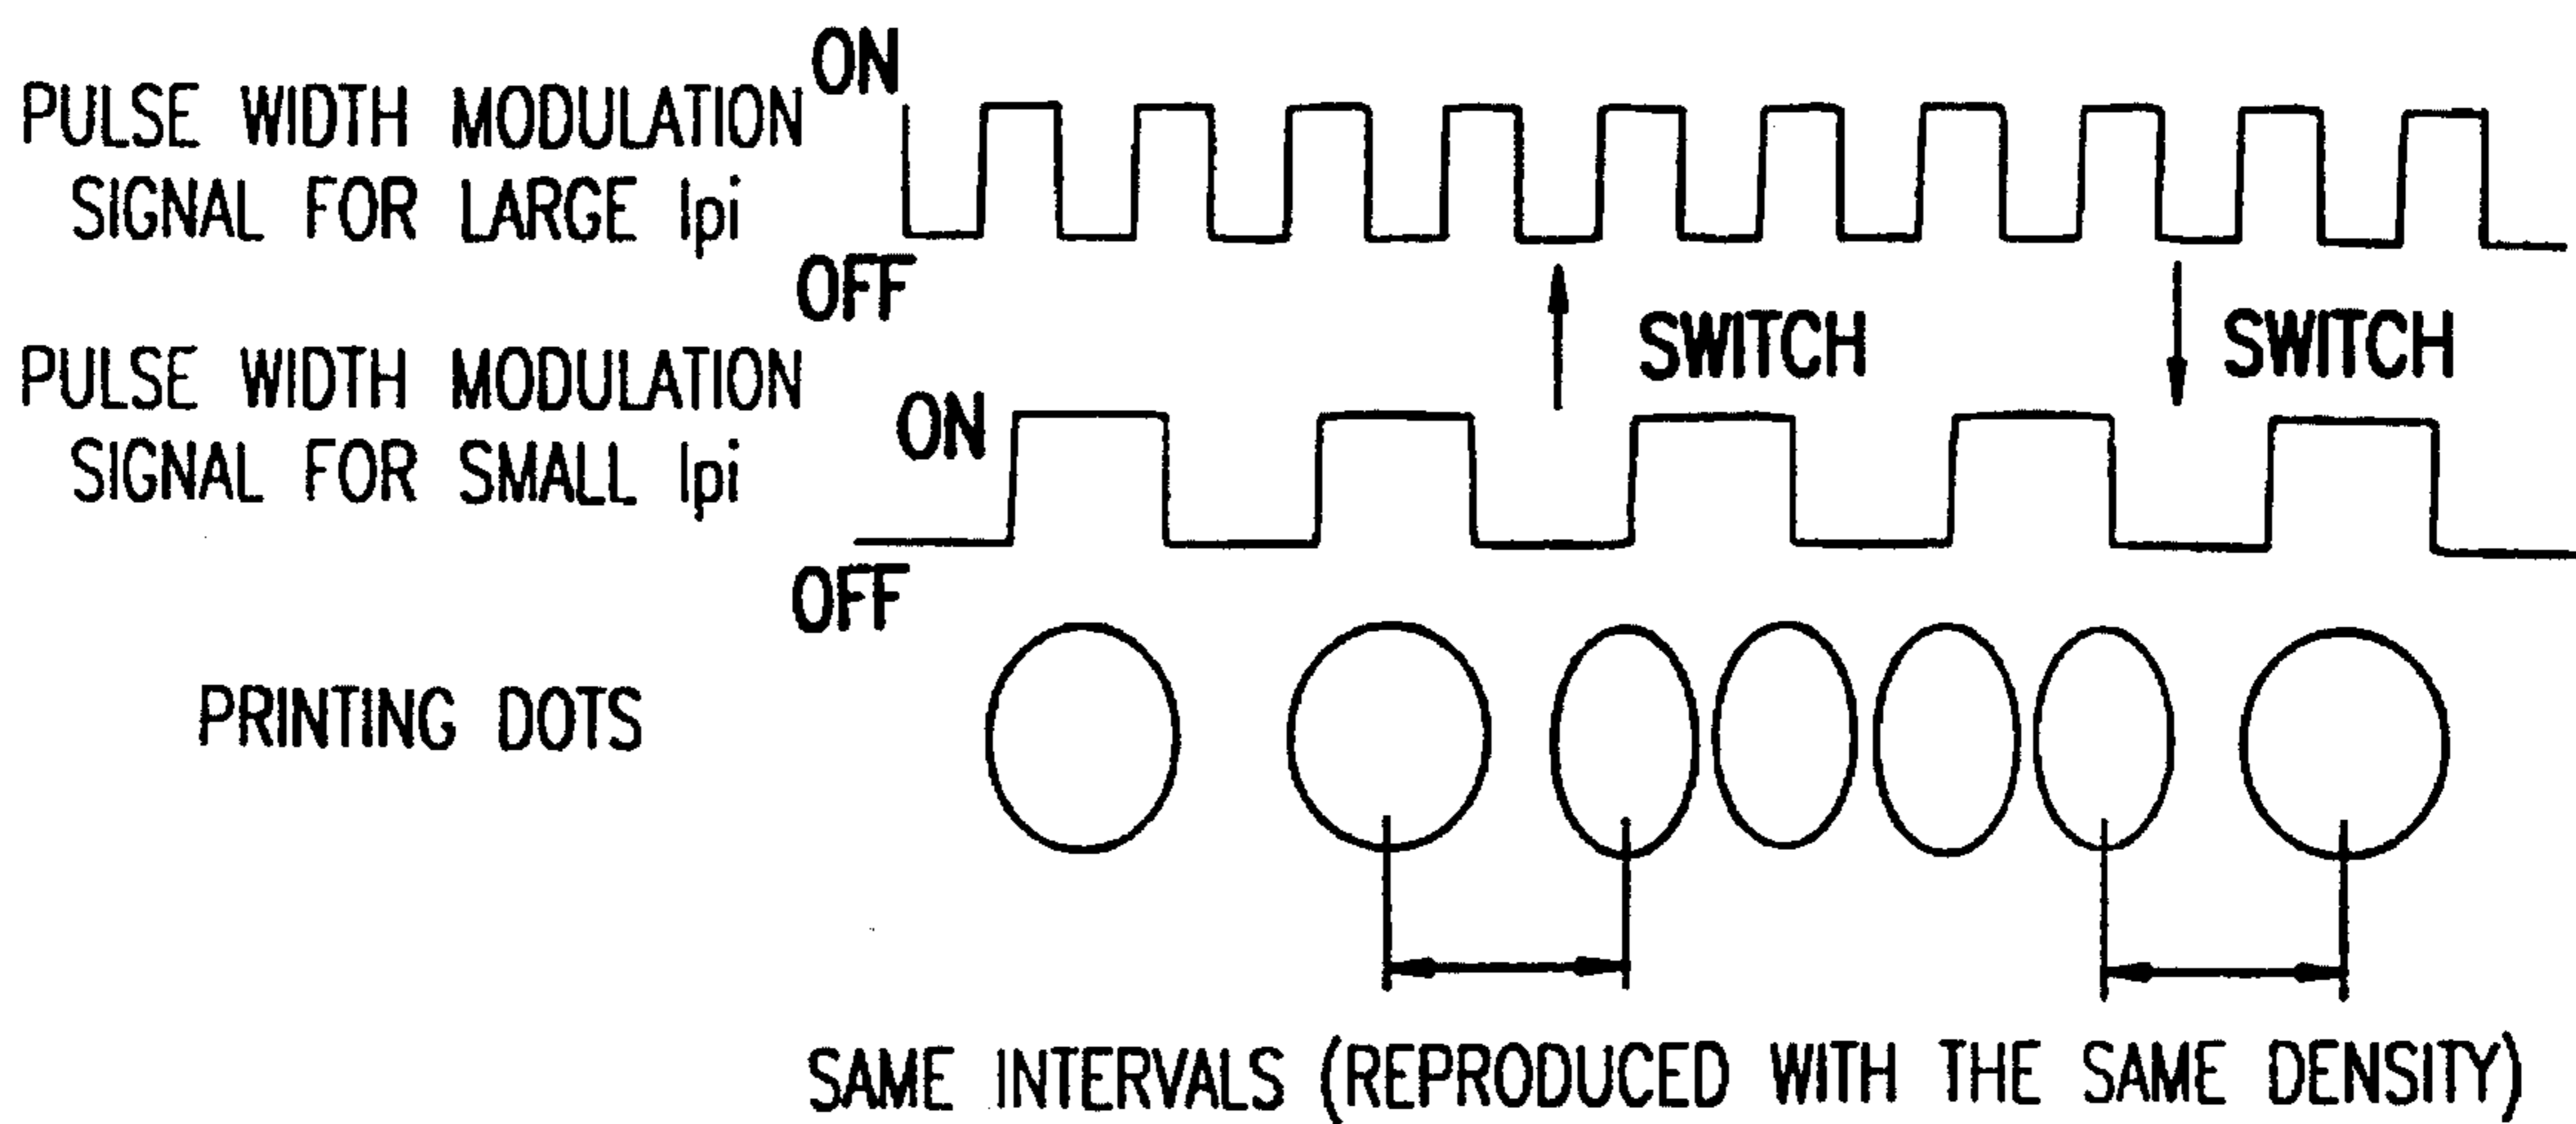 ON
PULSE WIDTH MODULATION
SIGNAL FOR LARGE lpi
OFF
SWITCH
SWITCH
PULSE WIDTH MODULATION
SIGNAL FOR SMALL lpi
ON
OFF
PRINTING DOTS
SAME INTERVALS (REPRODUCED WITH THE SAME DENSITY)